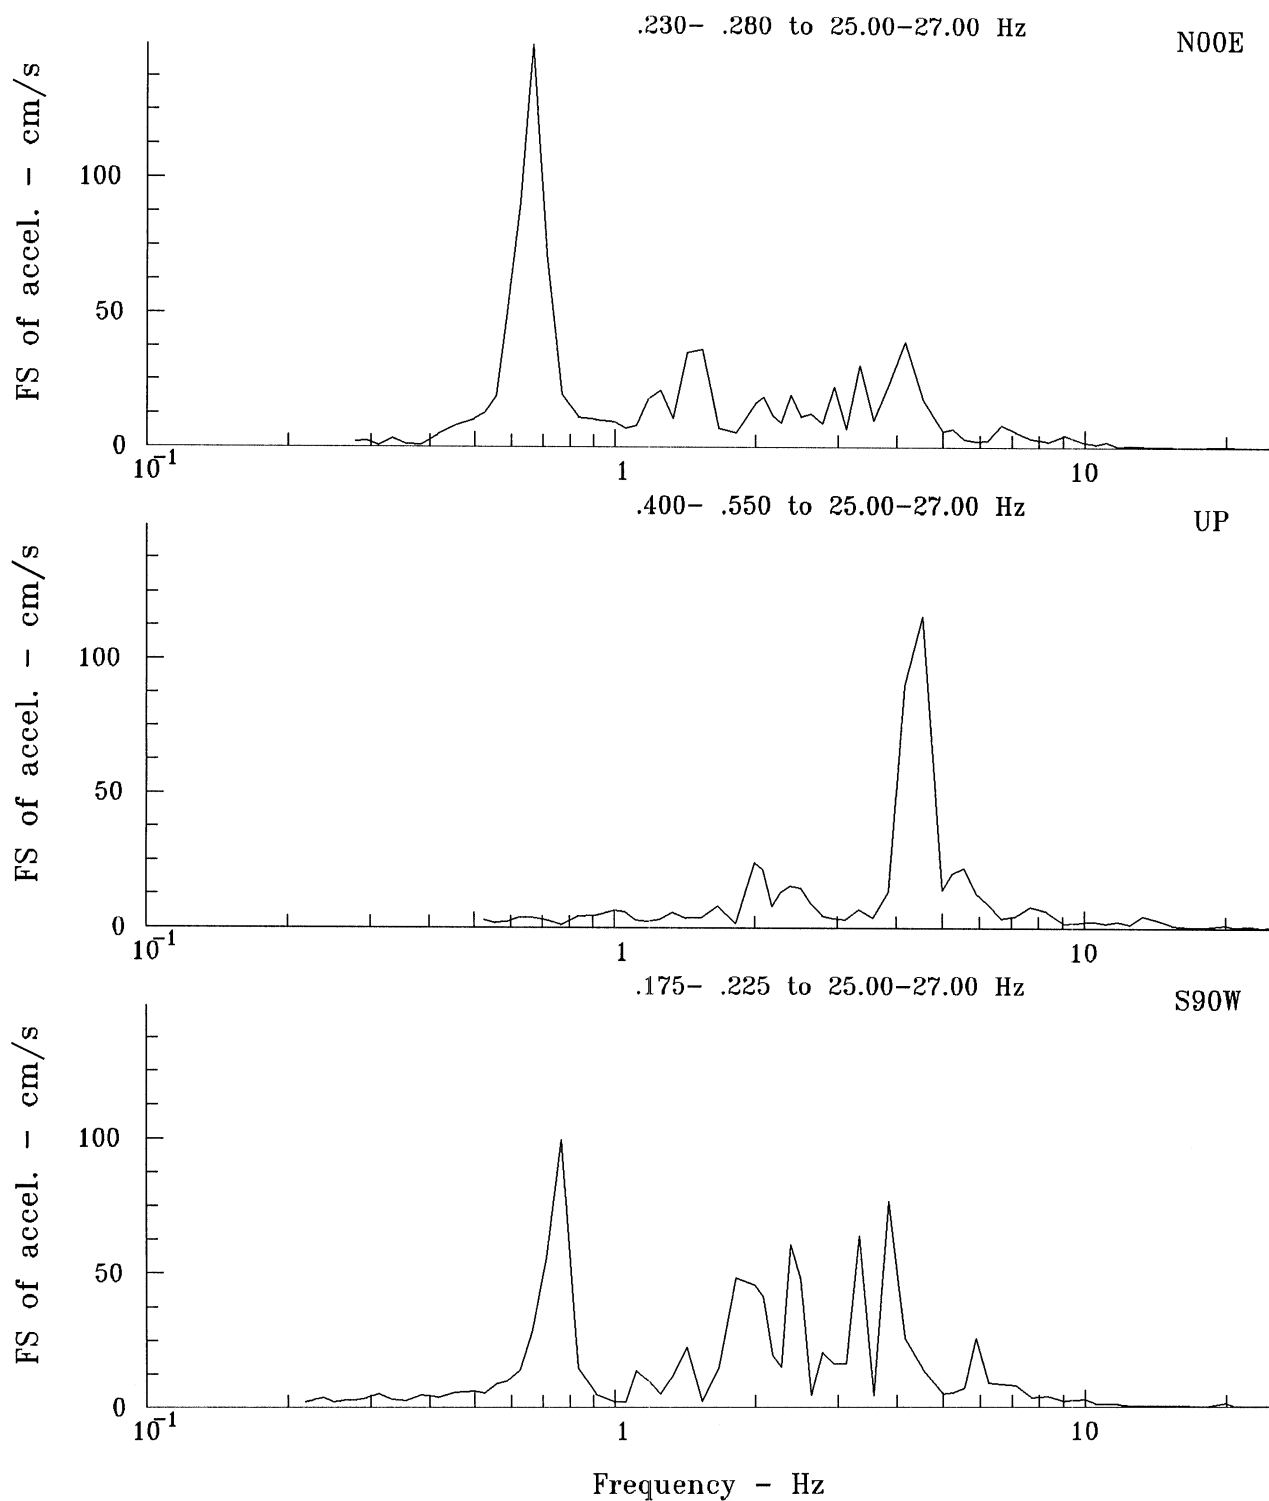 .230− .280 to 25.00−27.00 Hz
N00E
FS of accel. − cm/s
100
50
0
10-1
1
10
.400− .550 to 25.00−27.00 Hz
UP
FS of accel. − cm/s
100
50
0
10-1
1
10
.175− .225 to 25.00−27.00 Hz
S90W
FS of accel. − cm/s
100
50
0
10-1
1
10
Frequency − Hz